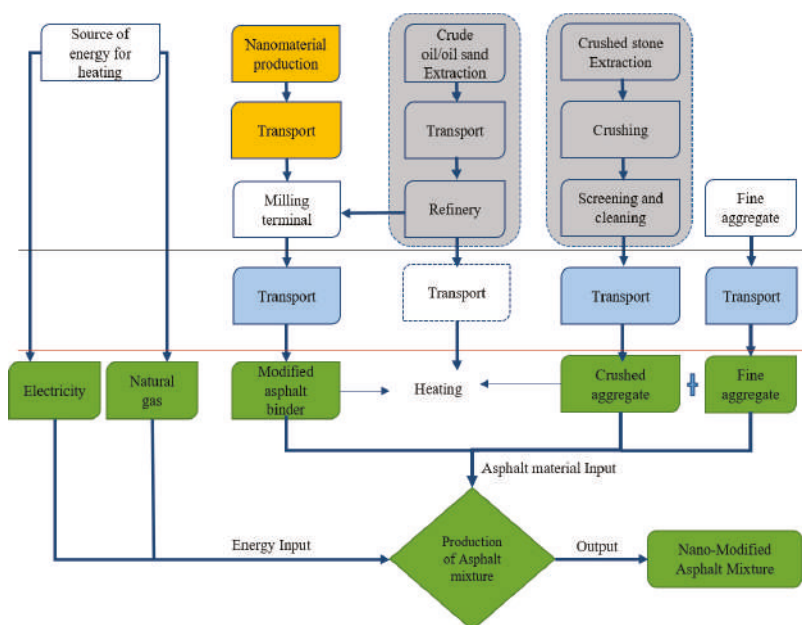 Source of
energy for
heating
Nanomaterial
production
Crude
oil/oil sand
Extraction
Crushed stone
Extraction
Transport
Transport
Crushing
Milling
terminal
Refinery
Screening and
cleaning
Fine
aggregate
Transport
Transport
Transport
Transport
Electricity
Natural
gas
Modified
asphalt
binder
Heating
Crushed
aggregate
Fine
aggregate
Asphalt material Input
Energy Input
Production
of Asphalt
mixture
Output
Nano-Modified
Asphalt Mixture